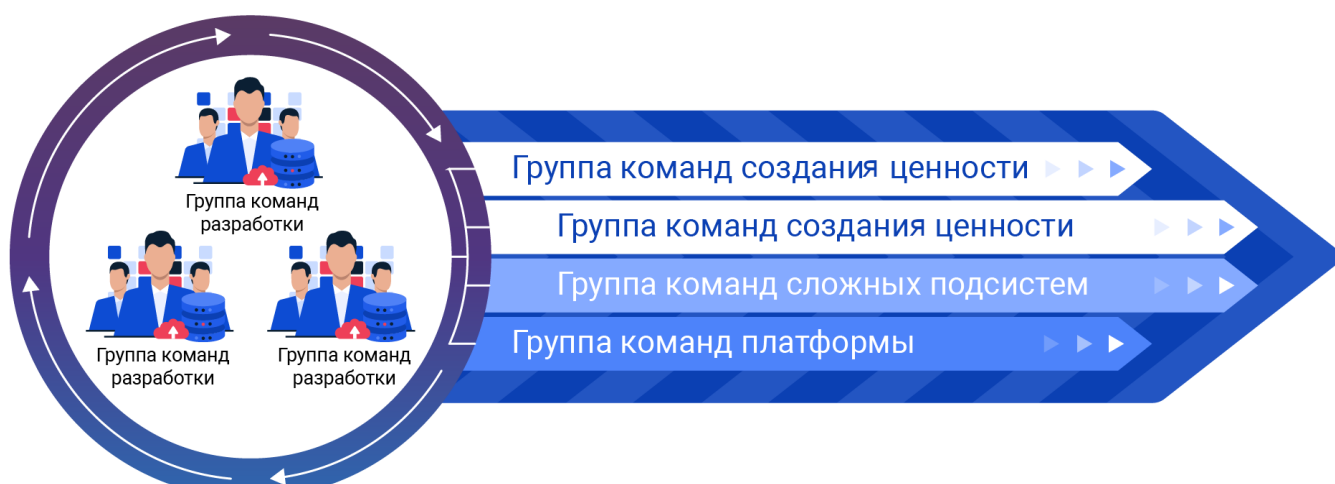 Группа команд
разработки
Группа команд
разработки
Группа команд
разработки
Группа команд создания ценности
Группа команд создания ценности
Группа команд сложных подсистем
Группа команд платформы